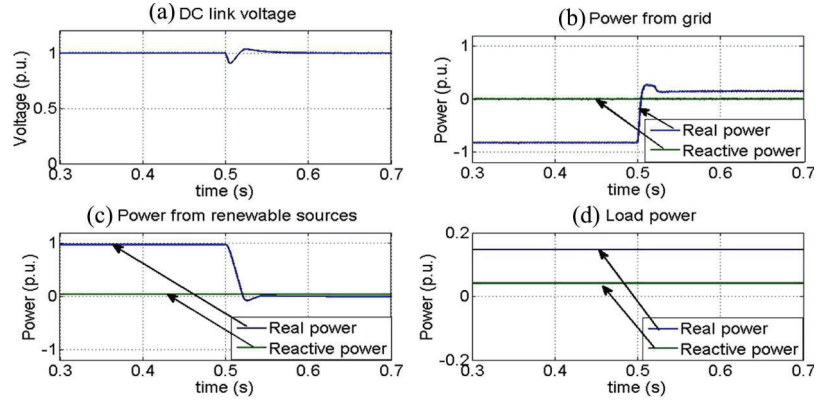 (a) DC link voltage
Voltage (p.u.)
1
0.5
0
0.3 0.4 0.5 0.6 0.7
time (s)
(b) Power from grid
Power (p.u.)
1
0
-1
Real power
Reactive power
0.3 0.4 0.5 0.6 0.7
time (s)
(c) Power from renewable sources
Power (p.u.)
1
0
-1
Real power
Reactive power
0.3 0.4 0.5 0.6 0.7
time (s)
(d) Load power
Power (p.u.)
0.2
0
-0.2
Real power
Reactive power
0.3 0.4 0.5 0.6 0.7
time (s)